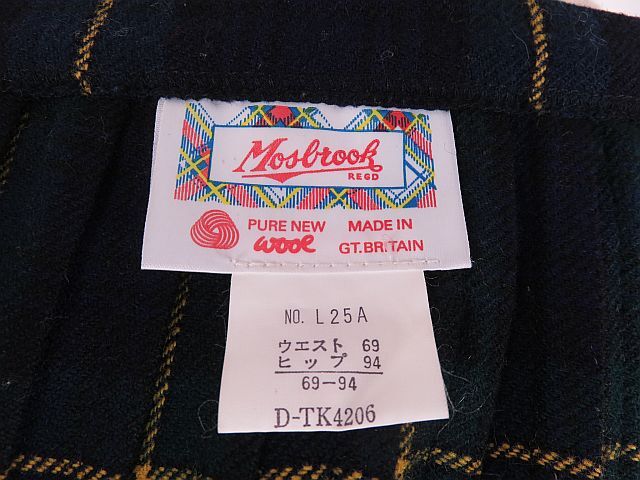 Mosbrook
REGD
PURE NEW
wool
MADE IN
GT.BRITAIN
NO. L25A
ウエスト 69
ヒップ 94
69-94
D-TK4206